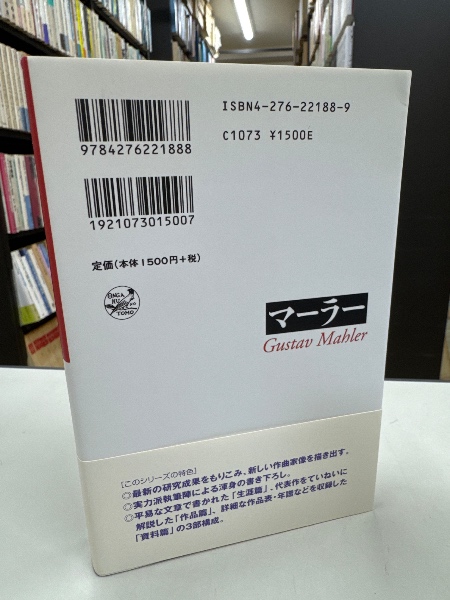 ISBN4-276-22188-9
C1073 ¥1500E
9784276221888
1921073015007
定価(本体1500円+税)
ONGAKU
NO
TOMO
マーラー
Gustav Mahler
[このシリーズの特色]
◎最新の研究成果をもりこみ、新しい作曲家像を描き出す。
◎実力派執筆陣による渾身の書き下ろし。
◎平易な文章で書かれた「生涯篇」、代表作をていねいに
解説した「作品篇」、詳細な作品表・年譜などを収録した
「資料篇」の3部構成。